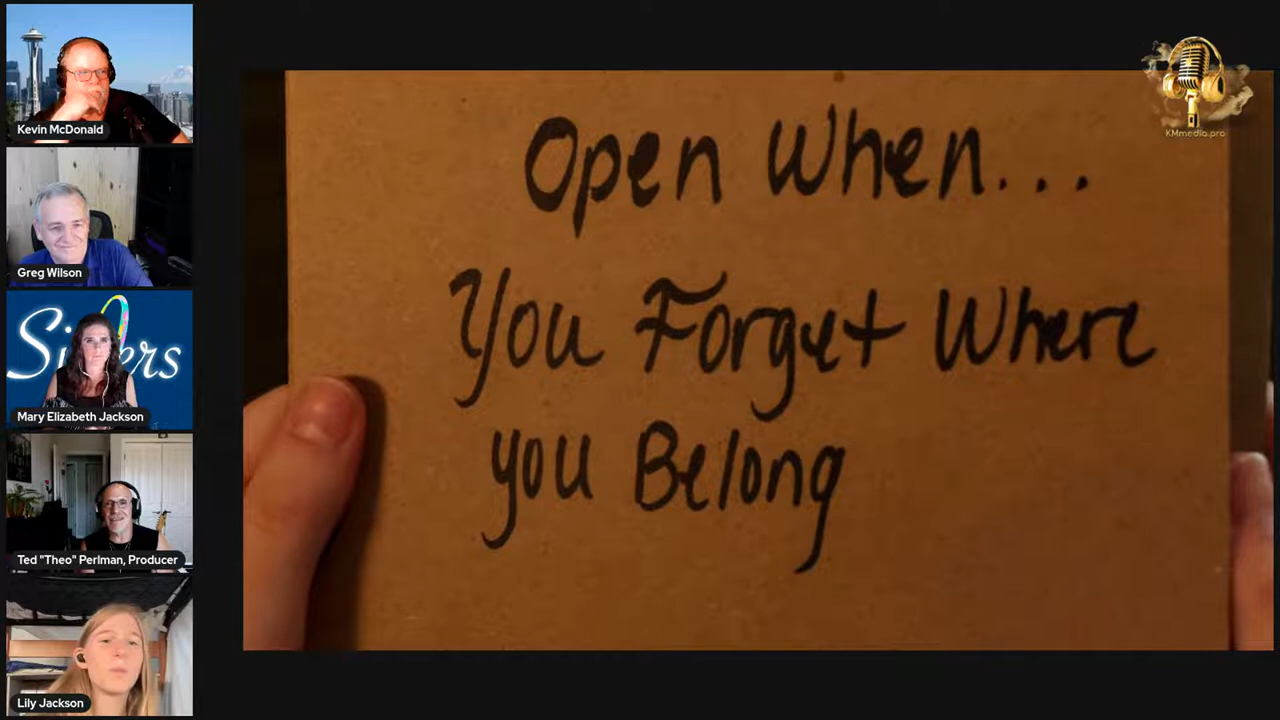 Kevin McDonald
Greg Wilson
Sisters
Mary Elizabeth Jackson
Ted "Theo" Perlman, Producer
Lily Jackson
KMmedia.pro
Open When...
You Forget Where
you Belong